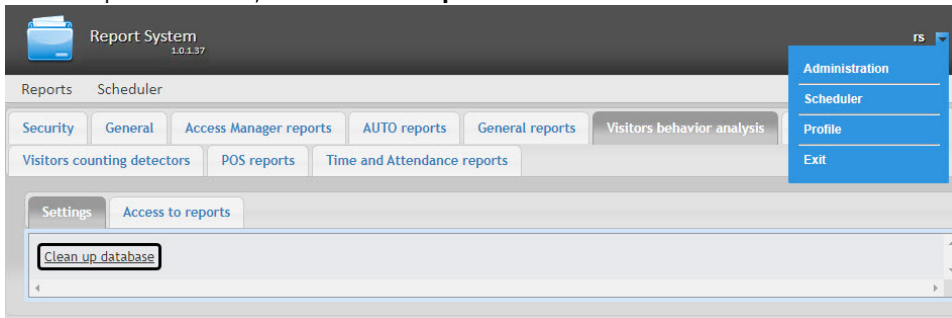 Report System
1.0.1.37
rs
Administration
Scheduler
Profile
Exit
Reports Scheduler
Security General Access Manager reports AUTO reports General reports Visitors behavior analysis
Visitors counting detectors POS reports Time and Attendance reports
Settings Access to reports
Clean up database